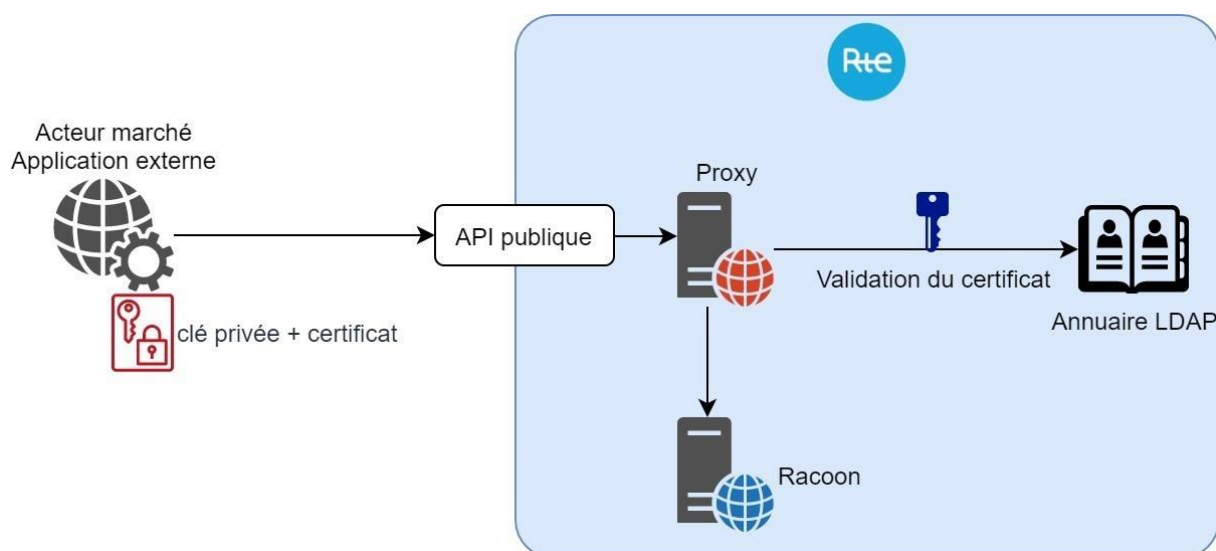 Rte
Acteur marché
Application externe
Proxy
API publique
Validation du certificat
Annuaire LDAP
clé privée + certificat
Racoon